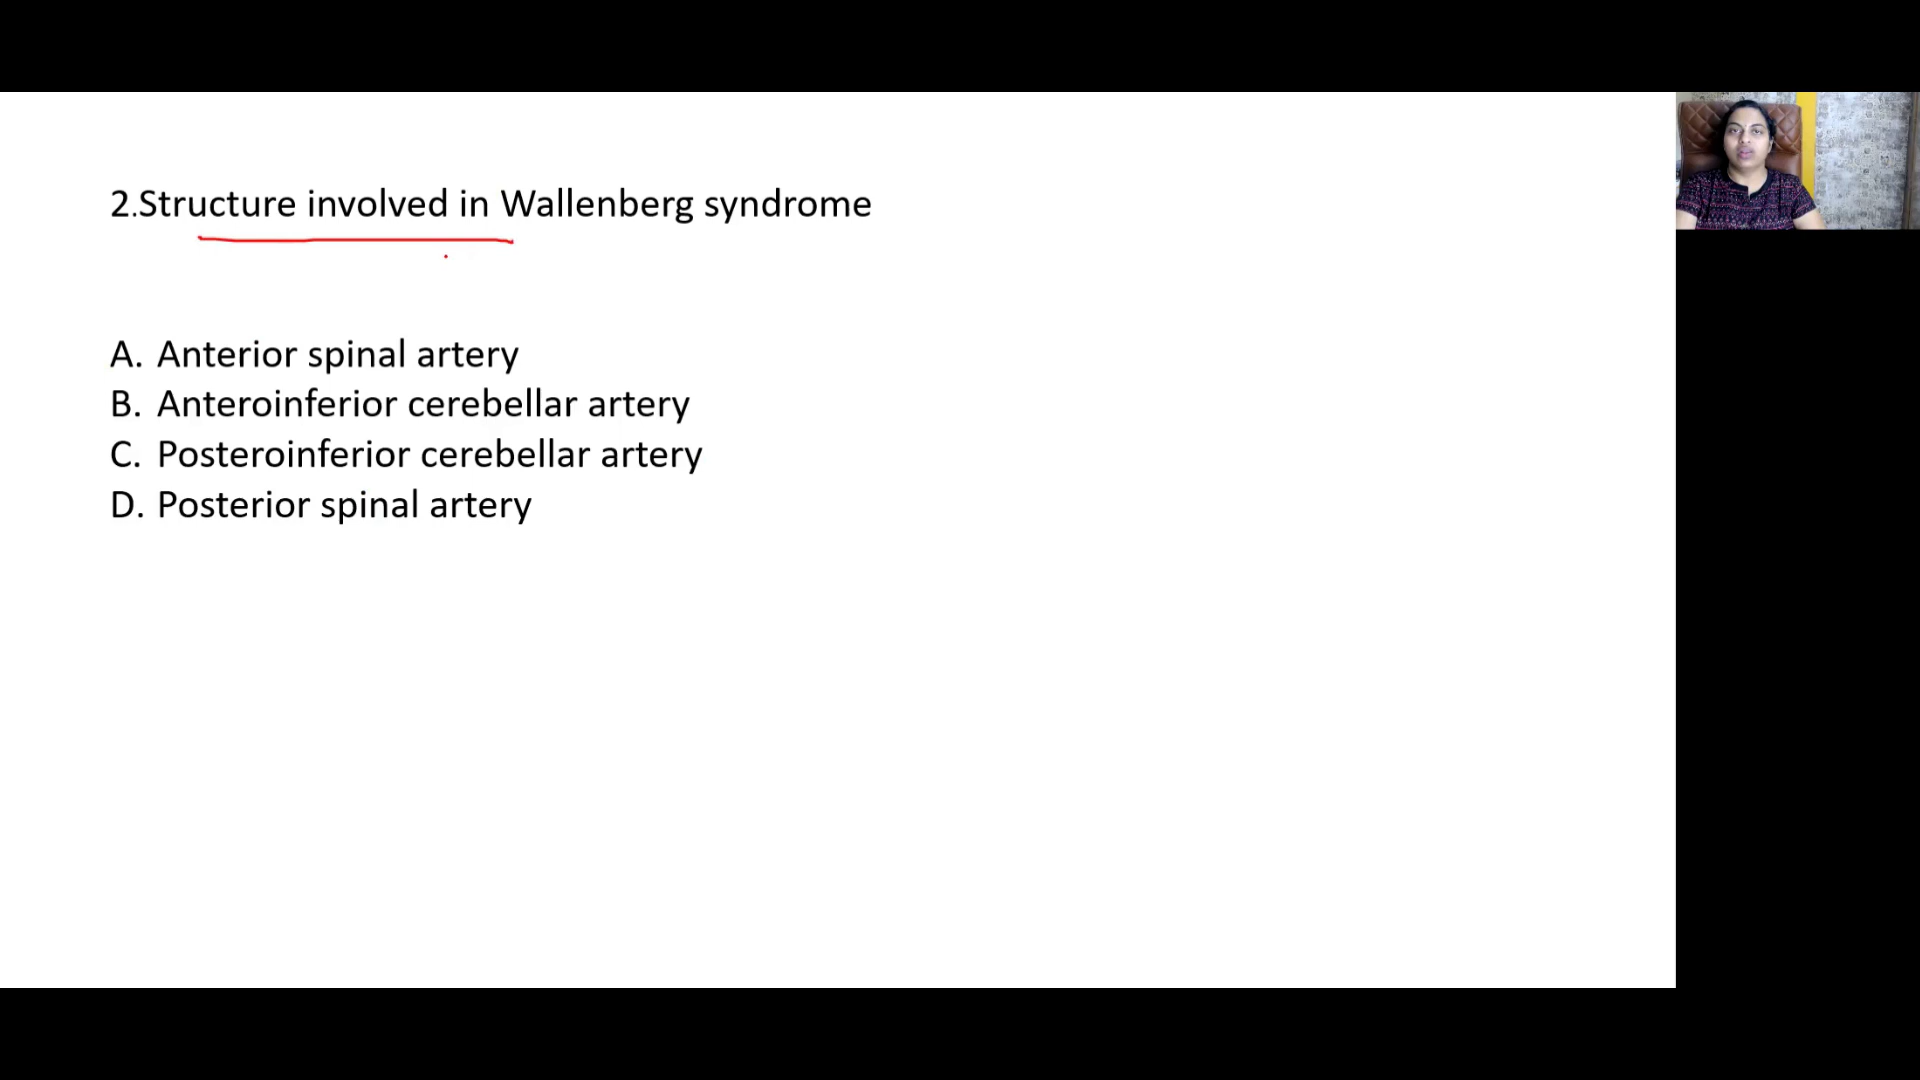 2.Structure involved in Wallenberg syndrome
A. Anterior spinal artery
B. Anteroinferior cerebellar artery
C. Posteroinferior cerebellar artery
D. Posterior spinal artery